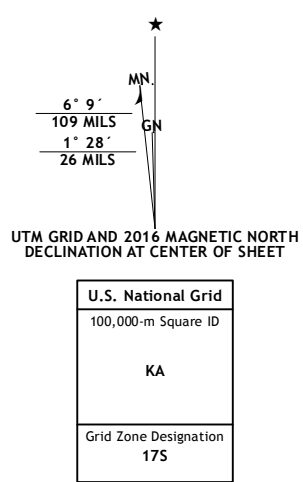 ★
MN
GN
6° 9´
109 MILS
1° 28´
26 MILS
UTM GRID AND 2016 MAGNETIC NORTH
DECLINATION AT CENTER OF SHEET
U.S. National Grid
100,000-m Square ID
KA
Grid Zone Designation
17S